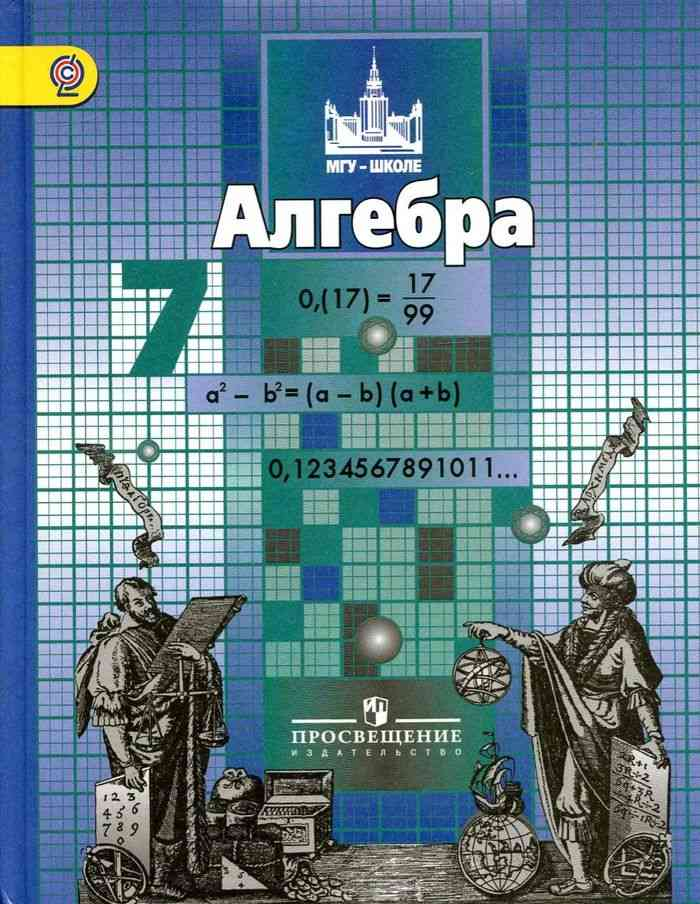 МГУ – ШКОЛЕ
Алгебра
7
0,(17) = 17/99
a² – b² = (a – b) (a + b)
0,1234567891011...
ПРОСВЕЩЕНИЕ
ИЗДАТЕЛЬСТВО
1 2 3
4 5 6
7 8 9
0